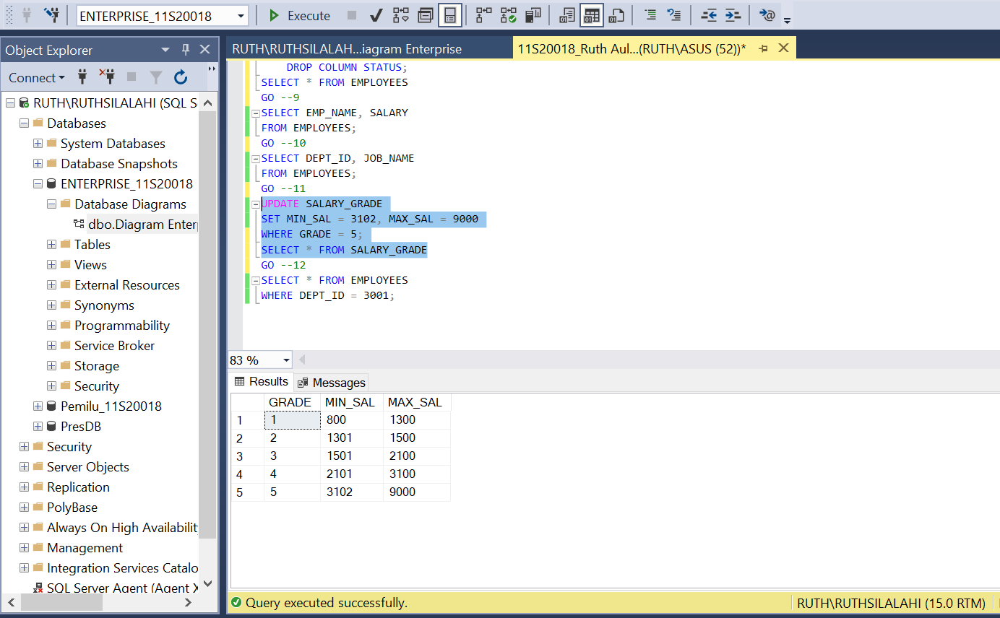 ENTERPRISE_11S20018
Execute
Object Explorer
Connect
RUTH\RUTHSILALAHI (SQL S
Databases
System Databases
Database Snapshots
ENTERPRISE_11S20018
Database Diagrams
dbo.Diagram Enter
Tables
Views
External Resources
Synonyms
Programmability
Service Broker
Storage
Security
Pemilu_11S20018
PresDB
Security
Server Objects
Replication
PolyBase
Always On High Availabilit
Management
Integration Services Catalo
SQL Server Agent (Agent X
RUTH\RUTHSILALAH...iagram Enterprise
11S20018_Ruth Aul...(RUTH\ASUS (52))*
DROP COLUMN STATUS;
SELECT * FROM EMPLOYEES
GO --9
SELECT EMP_NAME, SALARY
FROM EMPLOYEES;
GO --10
SELECT DEPT_ID, JOB_NAME
FROM EMPLOYEES;
GO --11
UPDATE SALARY_GRADE
SET MIN_SAL = 3102, MAX_SAL = 9000
WHERE GRADE = 5;
SELECT * FROM SALARY_GRADE
GO --12
SELECT * FROM EMPLOYEES
WHERE DEPT_ID = 3001;
83 %
Results Messages
GRADE MIN_SAL MAX_SAL
1 1 800 1300
2 2 1301 1500
3 3 1501 2100
4 4 2101 3100
5 5 3102 9000
Query executed successfully.
RUTH\RUTHSILALAHI (15.0 RTM)